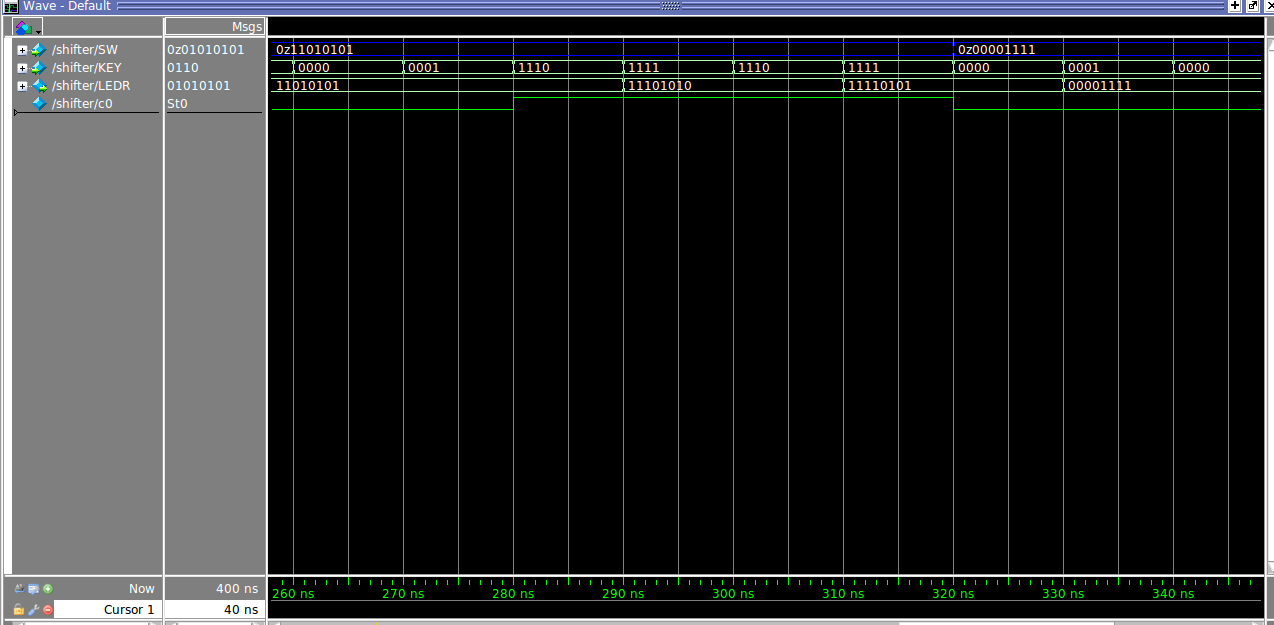 Wave - Default
Msgs
/shifter/SW 0z01010101 0z11010101 0z00001111
/shifter/KEY 0110 0000 0001 1110 1111 1110 1111 0000 0001 0000
/shifter/LEDR 01010101 11010101 11101010 11110101 00001111
/shifter/c0 St0
Now 400 ns 260 ns 270 ns 280 ns 290 ns 300 ns 310 ns 320 ns 330 ns 340 ns
Cursor 1 40 ns